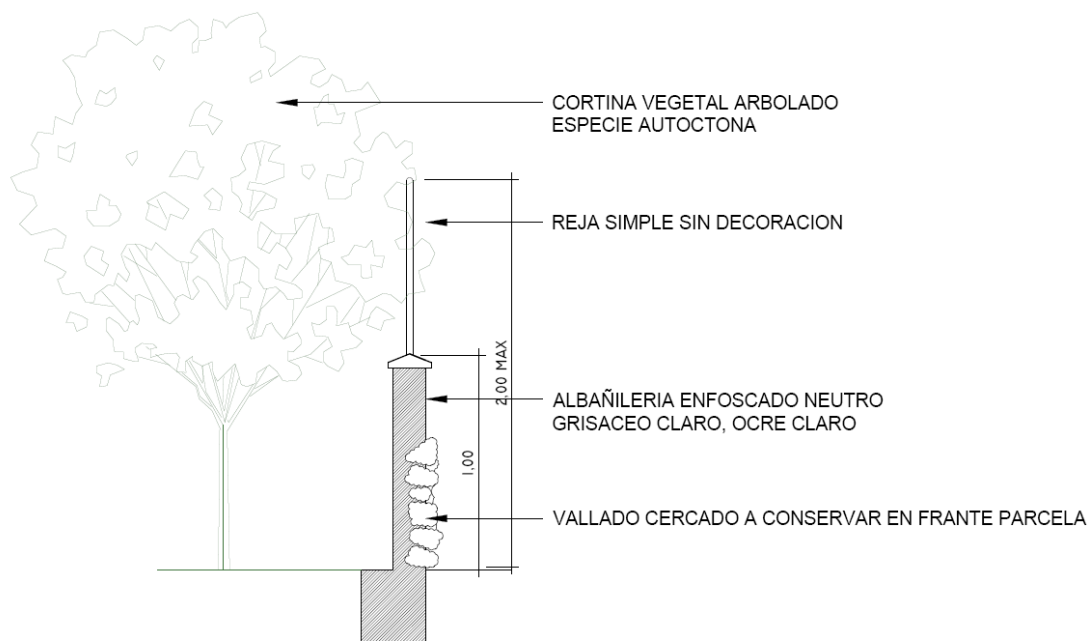 CORTINA VEGETAL ARBOLADO
ESPECIE AUTOCTONA
REJA SIMPLE SIN DECORACION
2,00 MAX
ALBAÑILERIA ENFOSCADO NEUTRO
GRISACEO CLARO, OCRE CLARO
1,00
VALLADO CERCADO A CONSERVAR EN FRANTE PARCELA